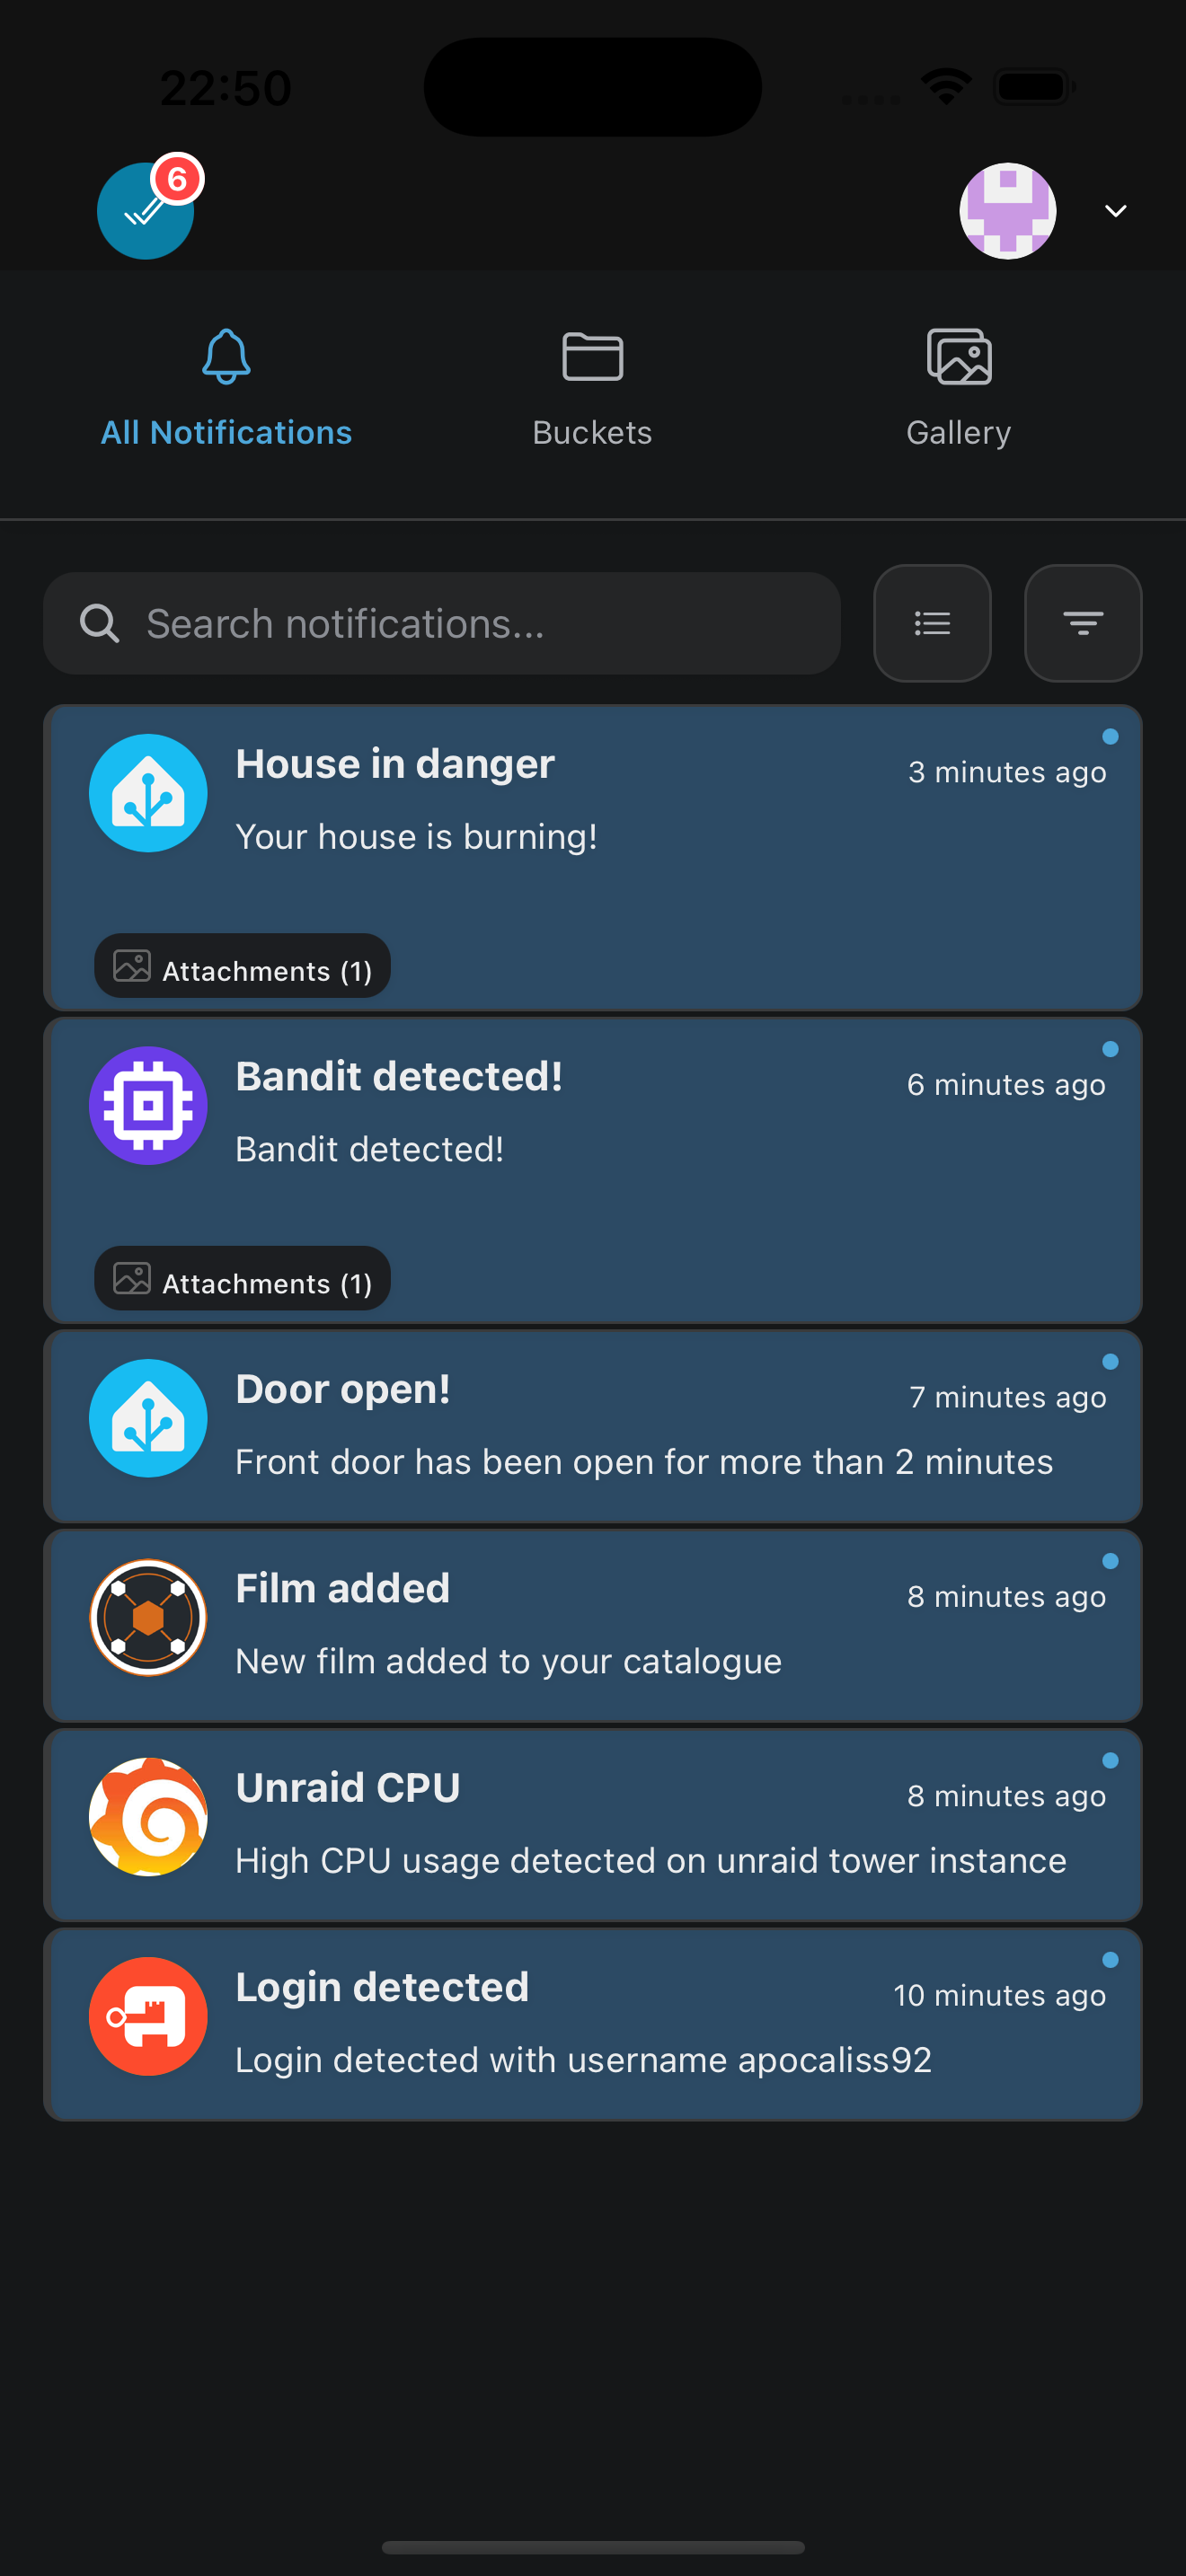 22:50
6
All Notifications
Buckets
Gallery
Search notifications...
House in danger
3 minutes ago
Your house is burning!
Attachments (1)
Bandit detected!
6 minutes ago
Bandit detected!
Attachments (1)
Door open!
7 minutes ago
Front door has been open for more than 2 minutes
Film added
8 minutes ago
New film added to your catalogue
Unraid CPU
8 minutes ago
High CPU usage detected on unraid tower instance
Login detected
10 minutes ago
Login detected with username apocaliss92